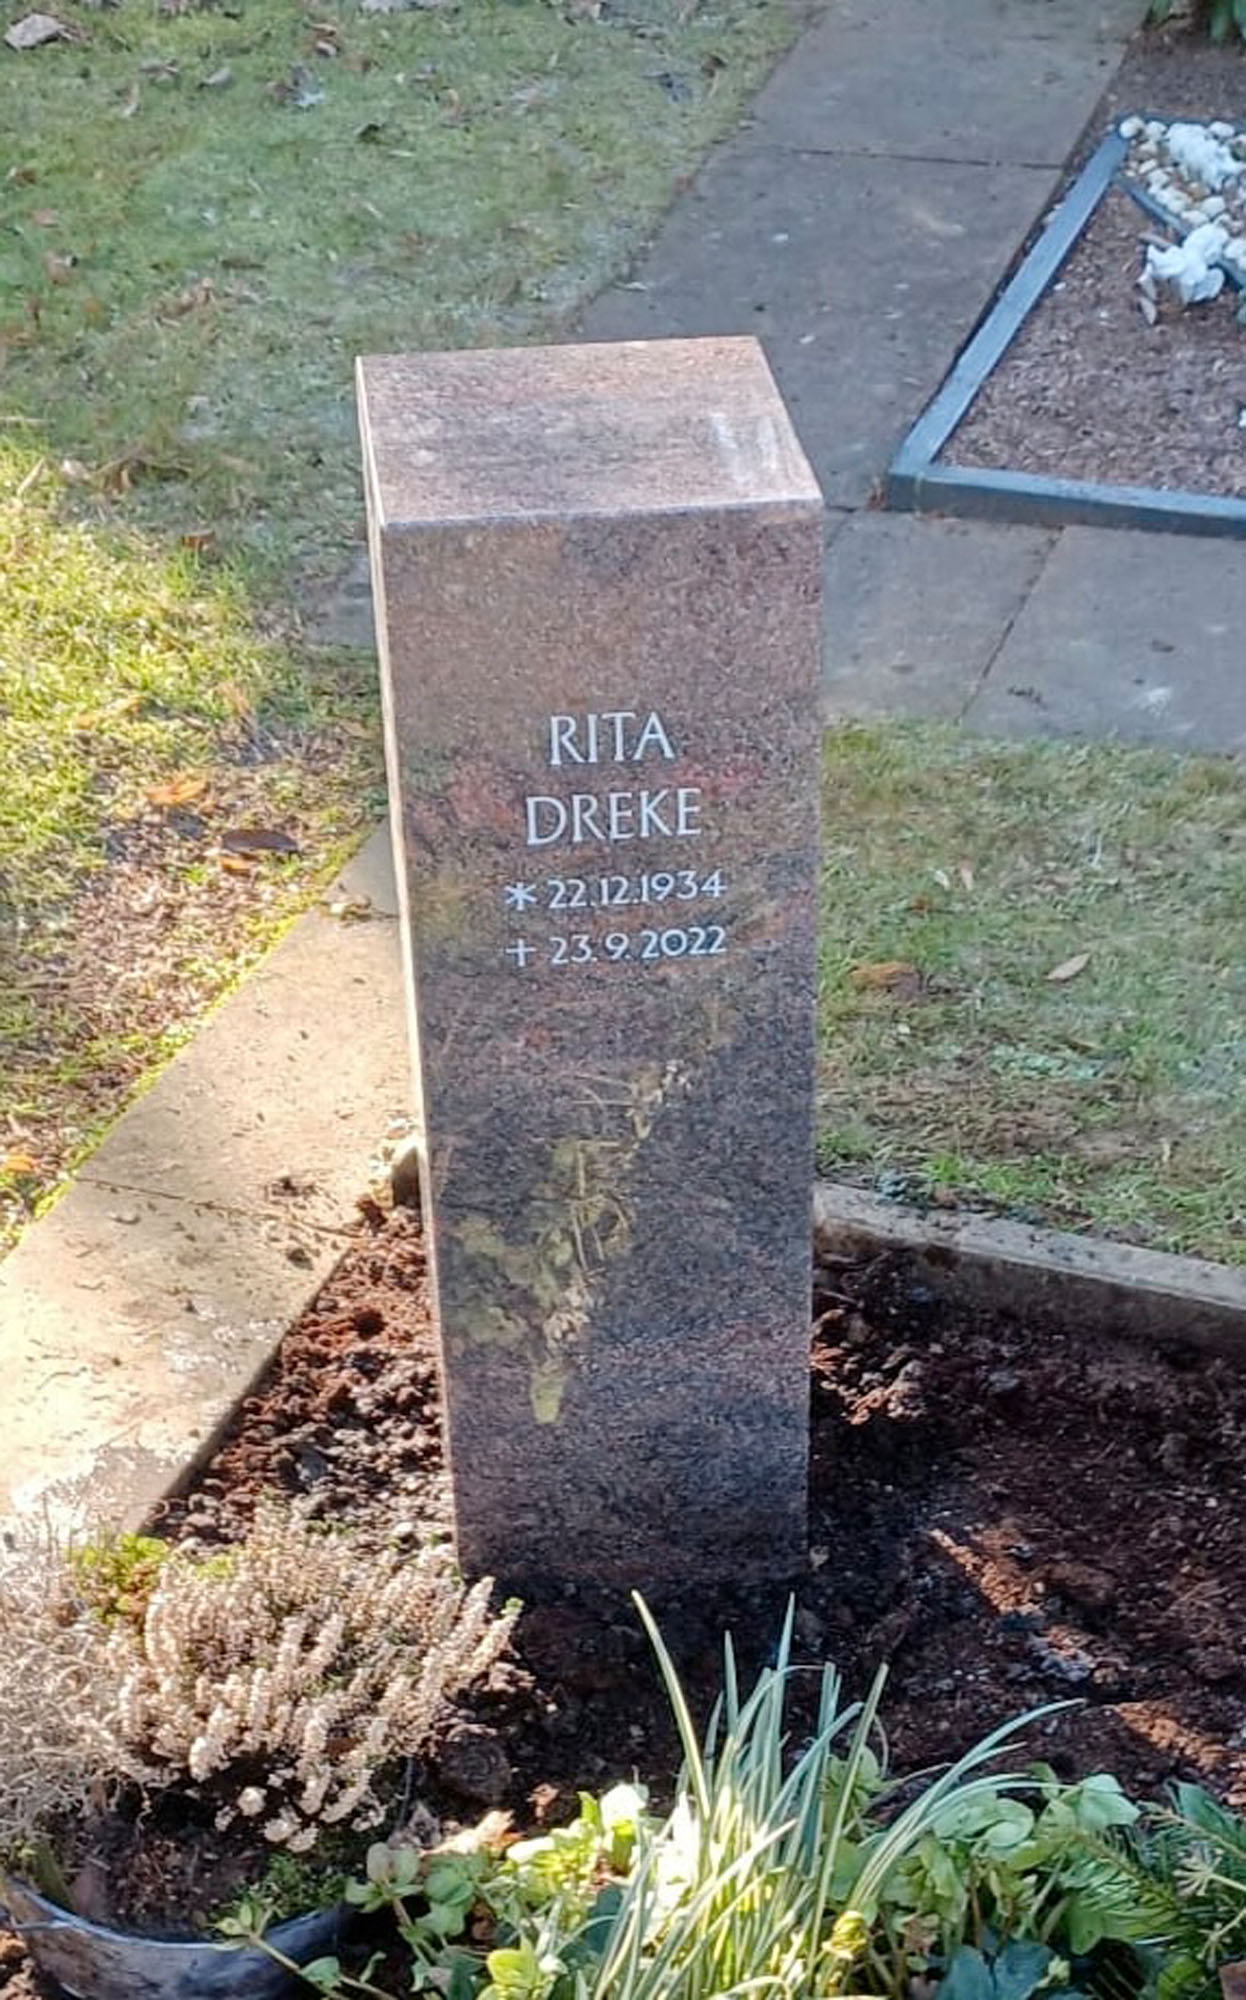 RITA
DREKE
* 22.12.1934
+ 23.9.2022